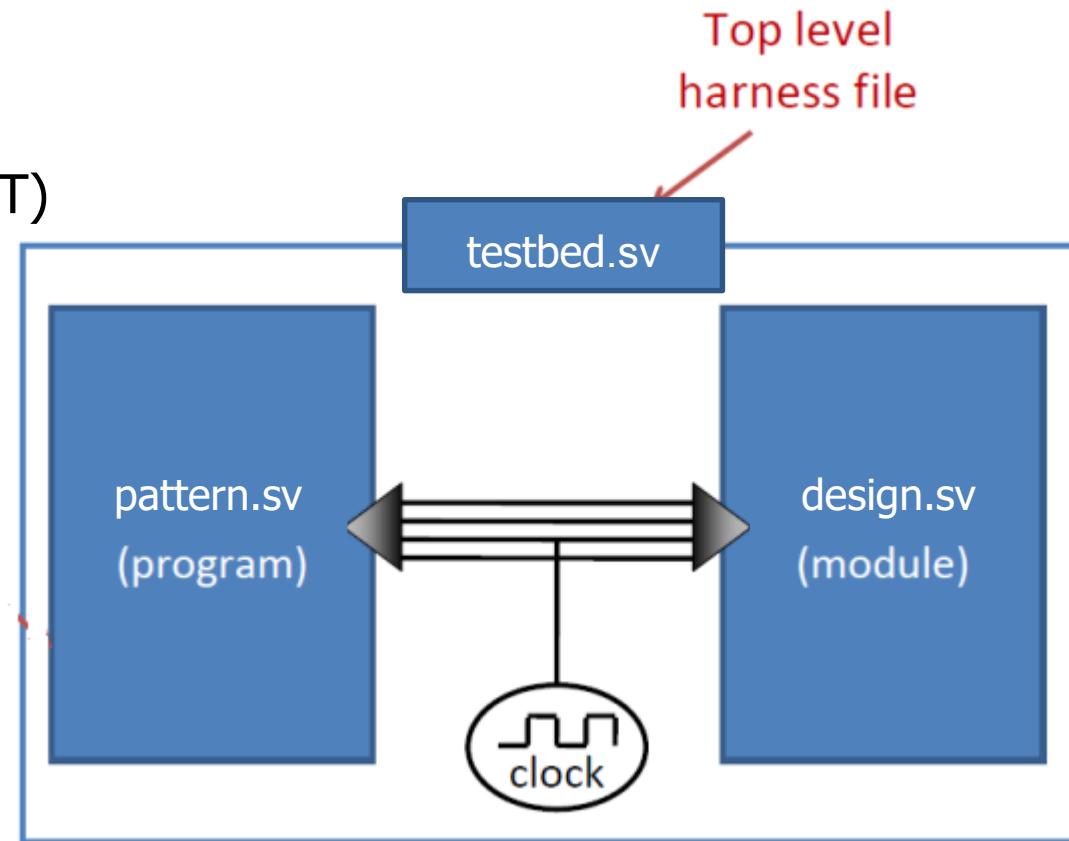 Top level
harness file
T)
testbed.sv
pattern.sv
(program)
design.sv
(module)
clock